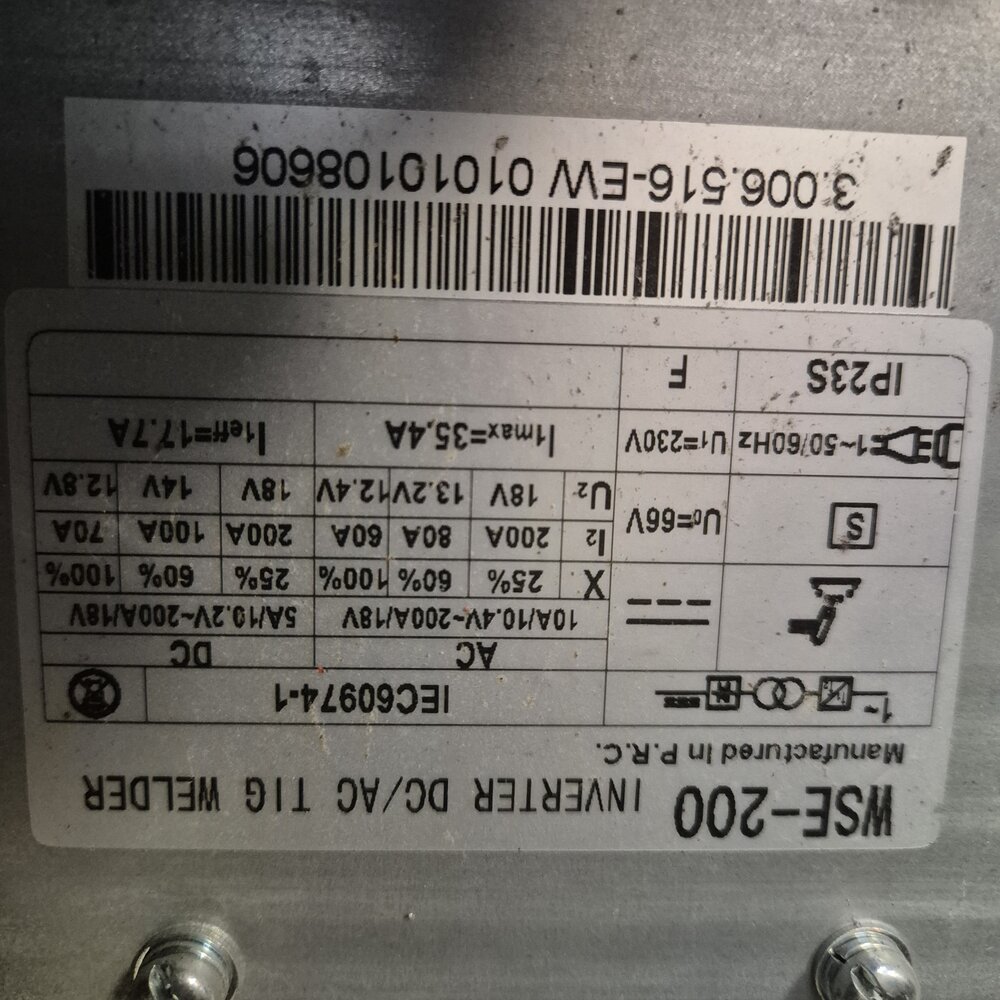 WSE-200 INVERTER DC/AC TIG WELDER
Manufactured In P.R.C.
1~ IEC60974-1
AC DC
10A/10.4V~200A/18V 5A/10.2V~200A/18V
X 25% 60% 100% 25% 60% 100%
S U₀=66V I₂ 200A 80A 60A 200A 100A 70A
U₂ 18V 13.2V 12.4V 18V 14V 12.8V
1~50/60Hz U₁=230V I₁max=35,4A I₁eff=17.7A
IP23S F
3.006.516-EW 01010108606